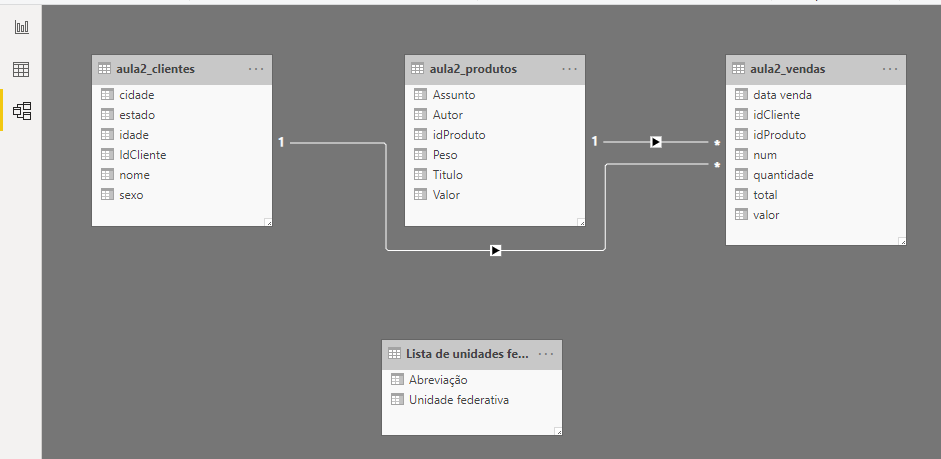 aula2_clientes ...
cidade
estado
idade
IdCliente
nome
sexo
1
aula2_produtos ...
Assunto
Autor
idProduto
Peso
Titulo
Valor
1
aula2_vendas ...
data venda
idCliente
idProduto
num
quantidade
total
valor
*
*
Lista de unidades fe... ...
Abreviação
Unidade federativa